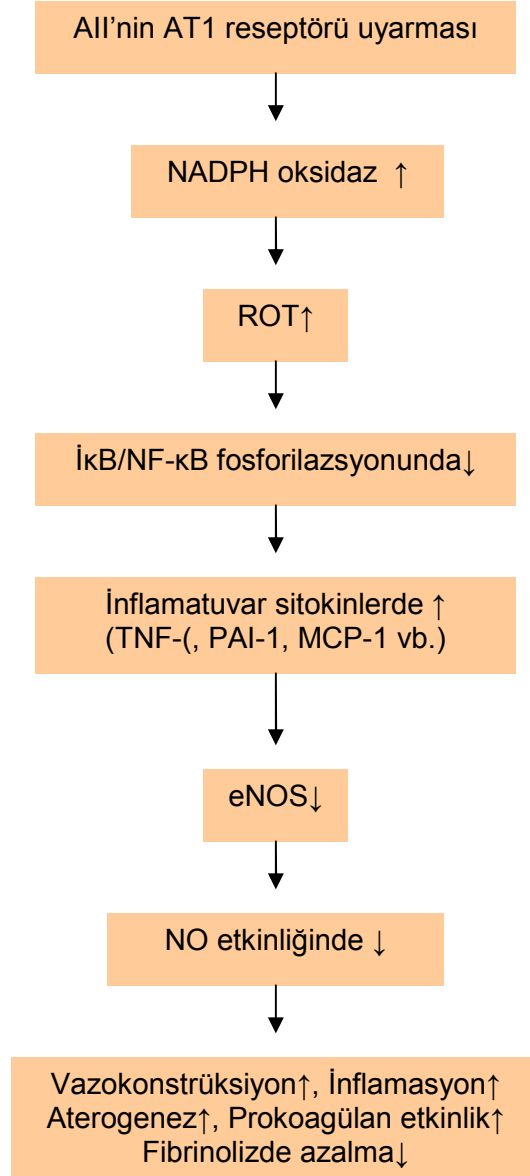 AII’nin AT1 reseptörü uyarması
NADPH oksidaz ↑
ROT↑
İκB/NF-κB fosforilazsyonunda↓
İnflamatuvar sitokinlerde ↑
(TNF-(, PAI-1, MCP-1 vb.)
eNOS↓
NO etkinliğinde ↓
Vazokonstrüksiyon↑, İnflamasyon↑
Aterogenez↑, Prokoagülan etkinlik↑
Fibrinolizde azalma↓